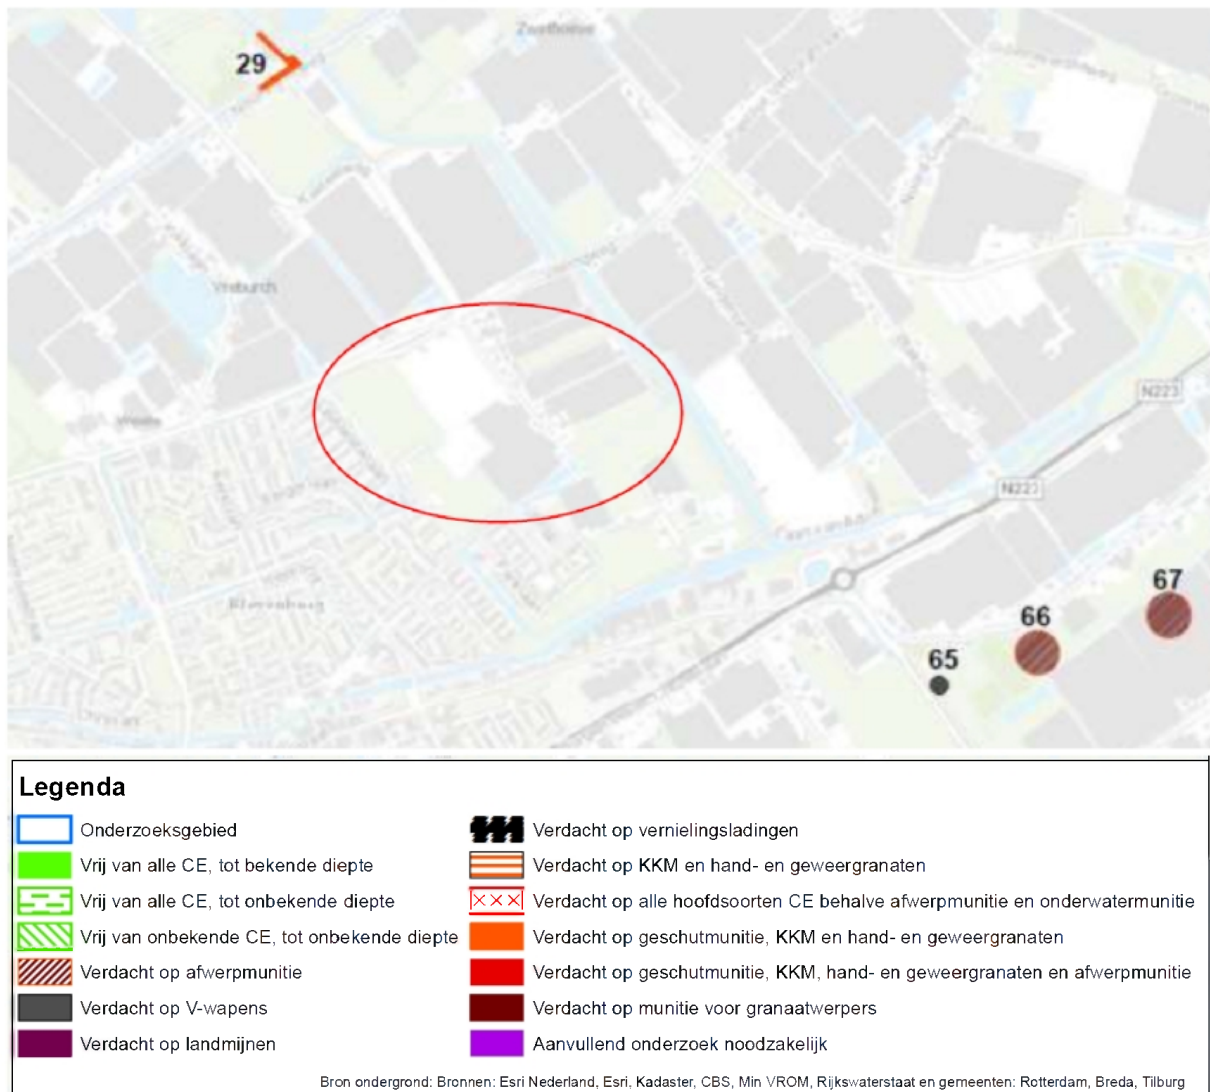 29
N223
N223
67
66
65
Legenda
Onderzoeksgebied
Vrij van alle CE, tot bekende diepte
Vrij van alle CE, tot onbekende diepte
Vrij van onbekende CE, tot onbekende diepte
Verdacht op afwerpmunitie
Verdacht op V-wapens
Verdacht op landmijnen
Verdacht op vernielingsladingen
Verdacht op KKM en hand- en geweergranaten
Verdacht op alle hoofdsoorten CE behalve afwerpmunitie en onderwatermunitie
Verdacht op geschutmunitie, KKM en hand- en geweergranaten
Verdacht op geschutmunitie, KKM, hand- en geweergranaten en afwerpmunitie
Verdacht op munitie voor granaatwerpers
Aanvullend onderzoek noodzakelijk
Bron ondergrond: Bronnen: Esri Nederland, Esri, Kadaster, CBS, Min VROM, Rijkswaterstaat en gemeenten: Rotterdam, Breda, Tilburg